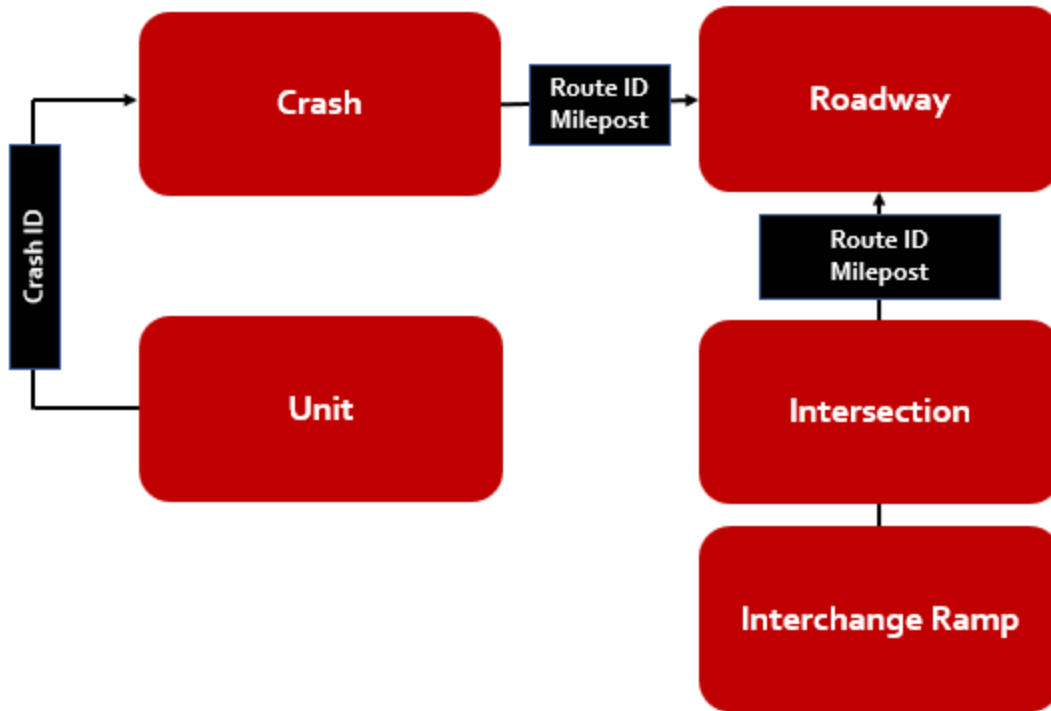 Crash
Route ID
Milepost
Roadway
Crash ID
Route ID
Milepost
Unit
Intersection
Interchange Ramp